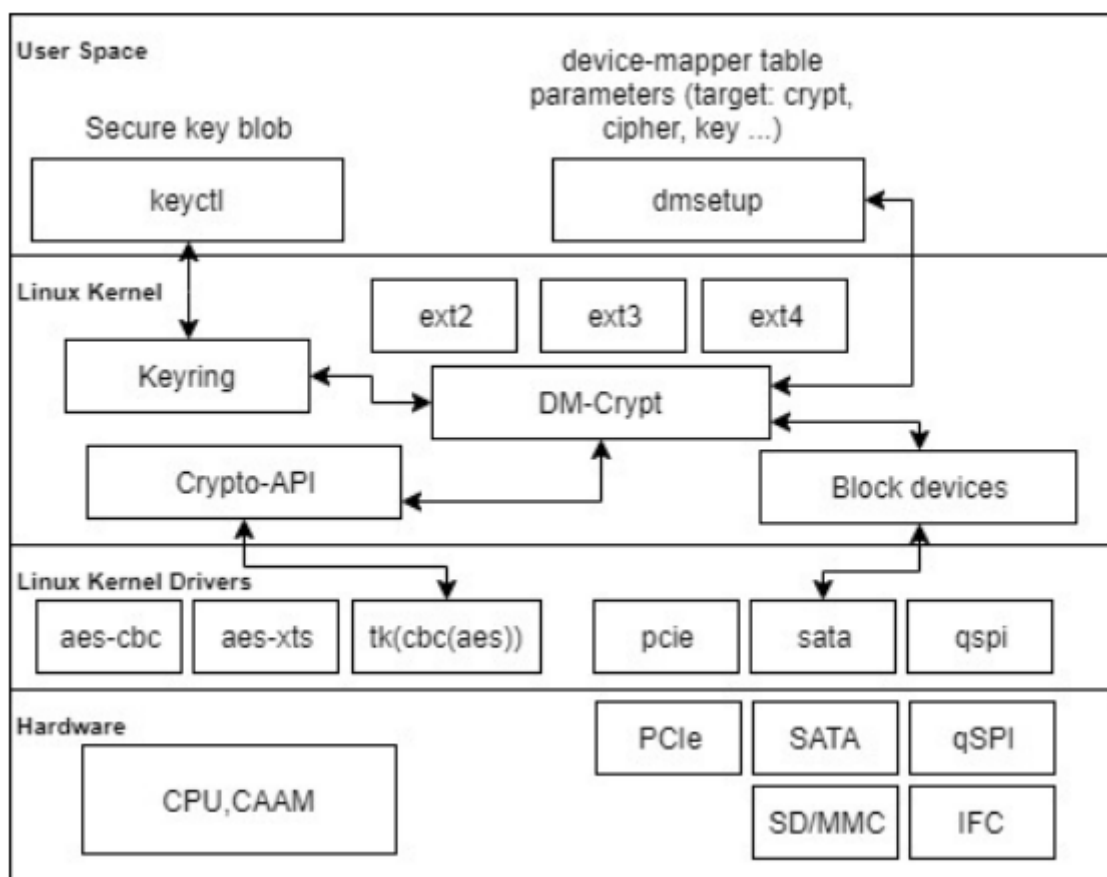 User Space
device-mapper table
parameters (target: crypt,
cipher, key ...)
Secure key blob
keyctl
dmsetup
Linux Kernel
ext2
ext3
ext4
Keyring
DM-Crypt
Crypto-API
Block devices
Linux Kernel Drivers
aes-cbc
aes-xts
tk(cbc(aes))
pcie
sata
qspi
Hardware
PCIe
SATA
qSPI
CPU,CAAM
SD/MMC
IFC